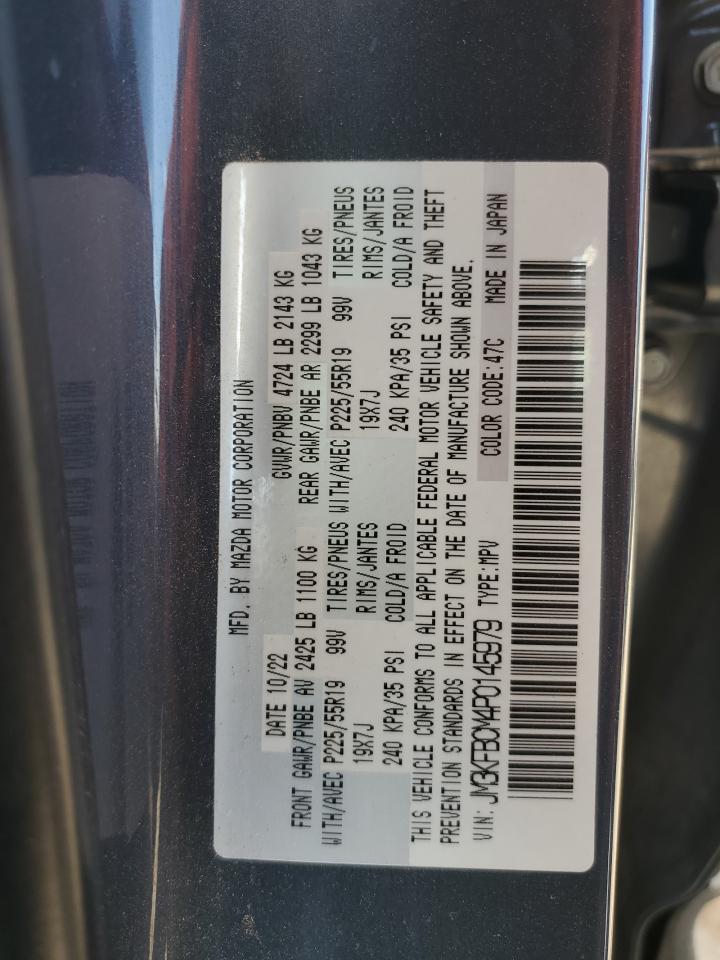 MFD. BY MAZDA MOTOR CORPORATION
DATE 10/22 GVWR/PNBV 4724 LB 2143 KG
FRONT GAWR/PNBE AV 2425 LB 1100 KG REAR GAWR/PNBE AR 2299 LB 1043 KG
WITH/AVEC P225/55R19 99V TIRES/PNEUS WITH/AVEC P225/55R19 99V TIRES/PNEUS
19X7J RIMS/JANTES 19X7J RIMS/JANTES
240 KPA/35 PSI COLD/A FROID 240 KPA/35 PSI COLD/A FROID
THIS VEHICLE CONFORMS TO ALL APPLICABLE FEDERAL MOTOR VEHICLE SAFETY AND THEFT
PREVENTION STANDARDS IN EFFECT ON THE DATE OF MANUFACTURE SHOWN ABOVE.
VIN: JM3KFBCM4P0145979 TYPE:MPV COLOR CODE:47C MADE IN JAPAN